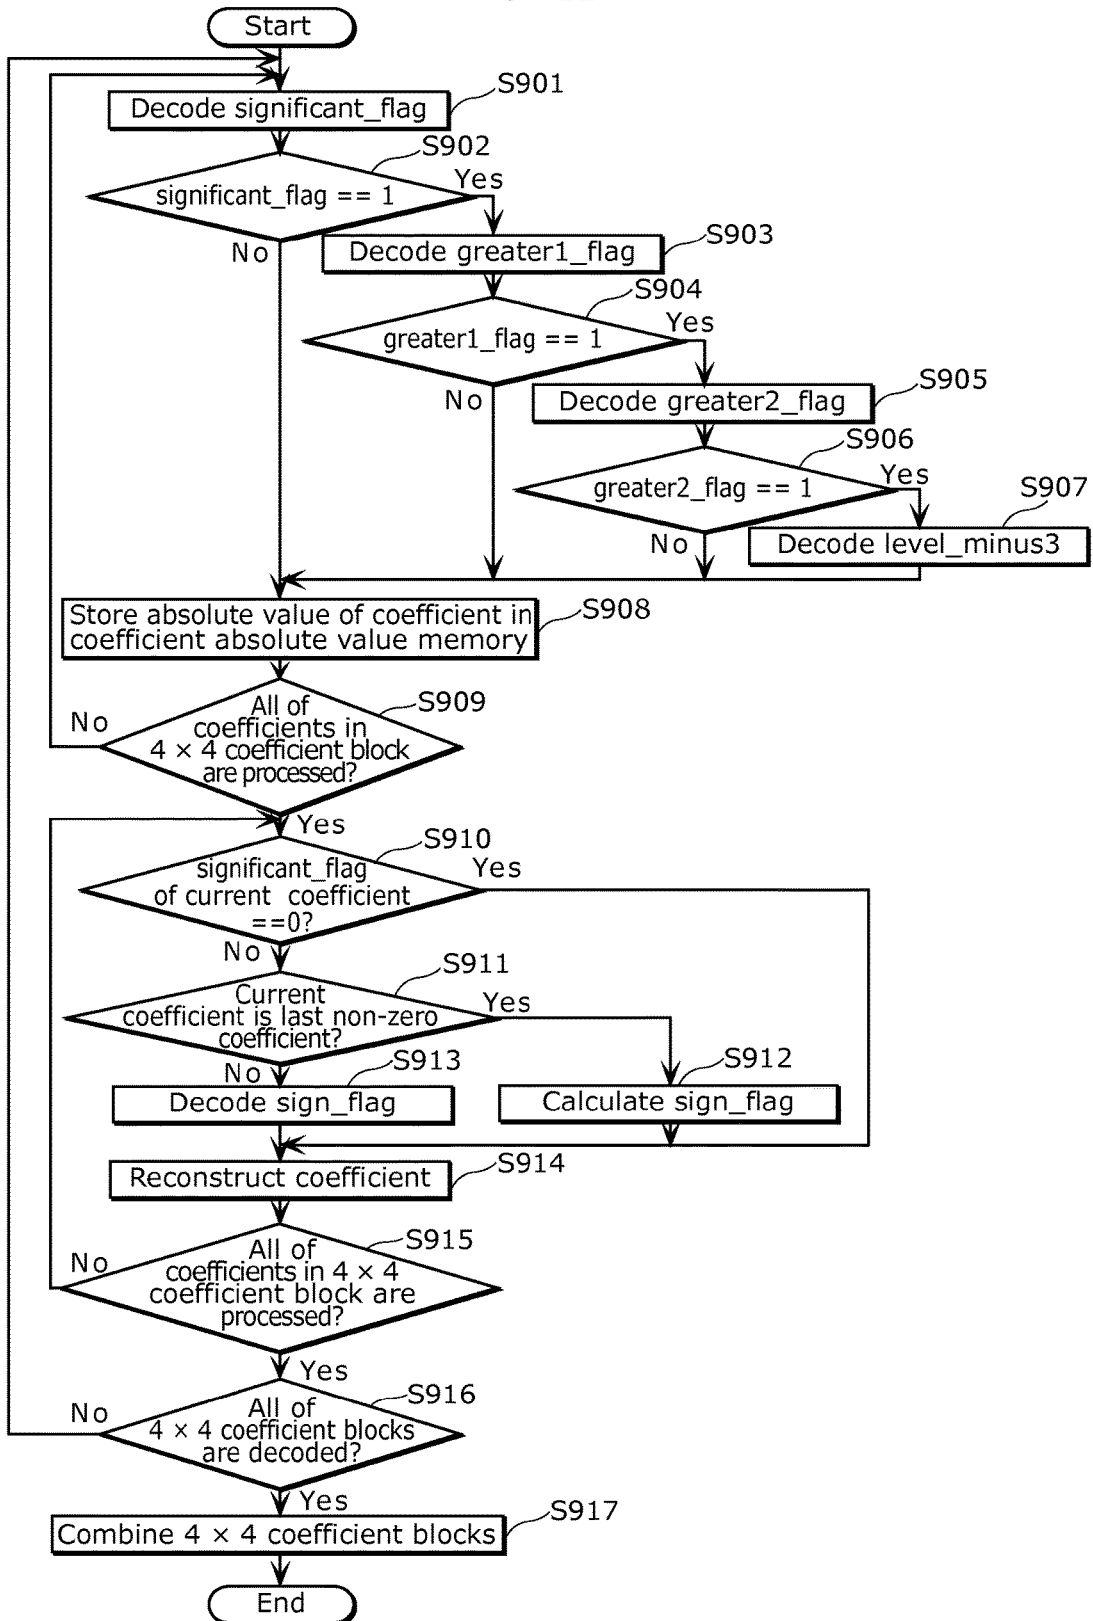 Start
S901
Decode significant_flag
S902
significant_flag == 1
Yes
No
S903
Decode greater1_flag
S904
greater1_flag == 1
Yes
No
S905
Decode greater2_flag
S906
greater2_flag == 1
Yes
No
S907
Decode level_minus3
S908
Store absolute value of coefficient in
coefficient absolute value memory
S909
All of
coefficients in
4 × 4 coefficient block
are processed?
No
Yes
S910
significant_flag
of current coefficient
==0?
Yes
No
S911
Current
coefficient is last non-zero
coefficient?
Yes
No
S913
Decode sign_flag
S912
Calculate sign_flag
S914
Reconstruct coefficient
S915
All of
coefficients in 4 × 4
coefficient block are
processed?
No
Yes
S916
All of
4 × 4 coefficient blocks
are decoded?
No
Yes
S917
Combine 4 × 4 coefficient blocks
End